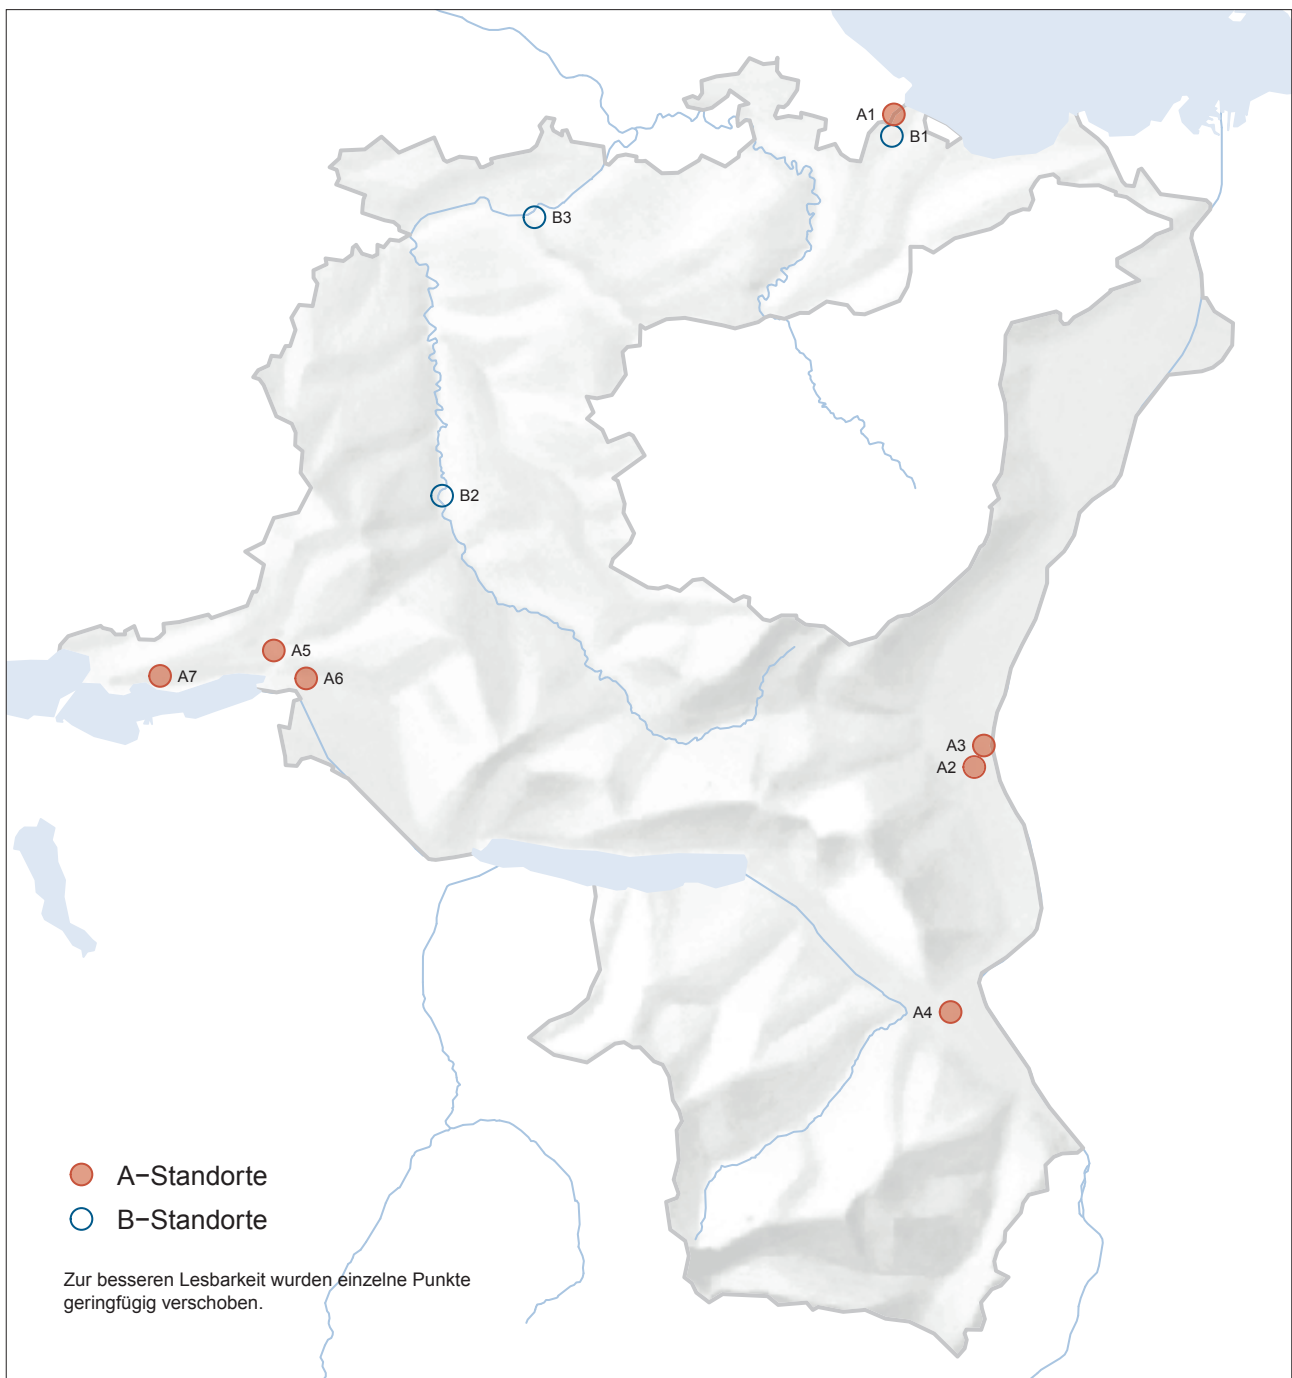 A1
B1
B3
B2
A5
A7
A6
A3
A2
A4
A−Standorte
B−Standorte
Zur besseren Lesbarkeit wurden einzelne Punkte
geringfügig verschoben.